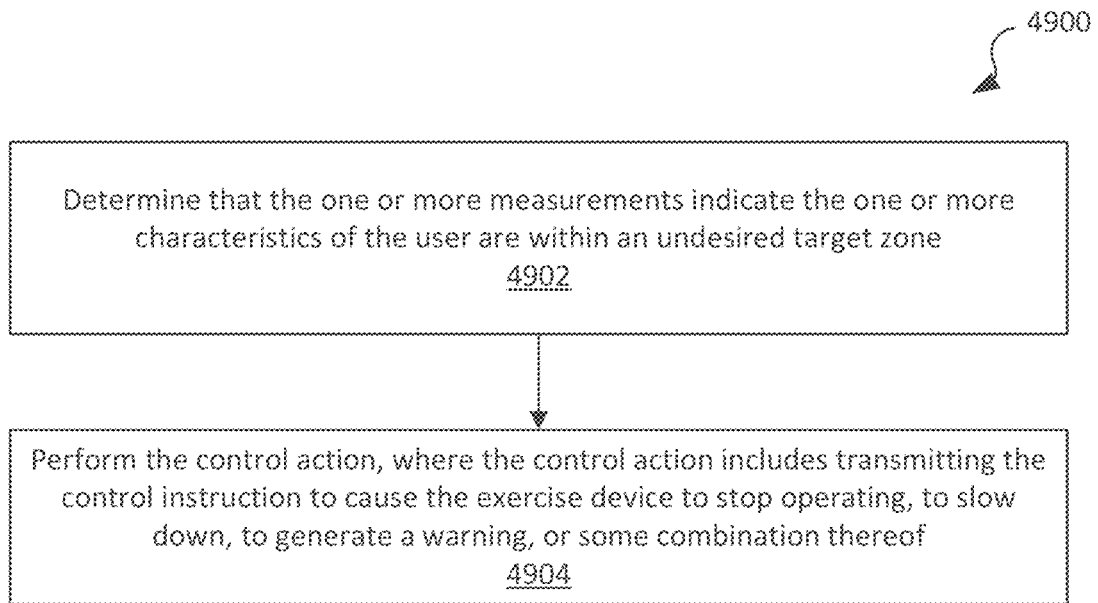 4900
Determine that the one or more measurements indicate the one or more
characteristics of the user are within an undesired target zone
4902
Perform the control action, where the control action includes transmitting the
control instruction to cause the exercise device to stop operating, to slow
down, to generate a warning, or some combination thereof
4904